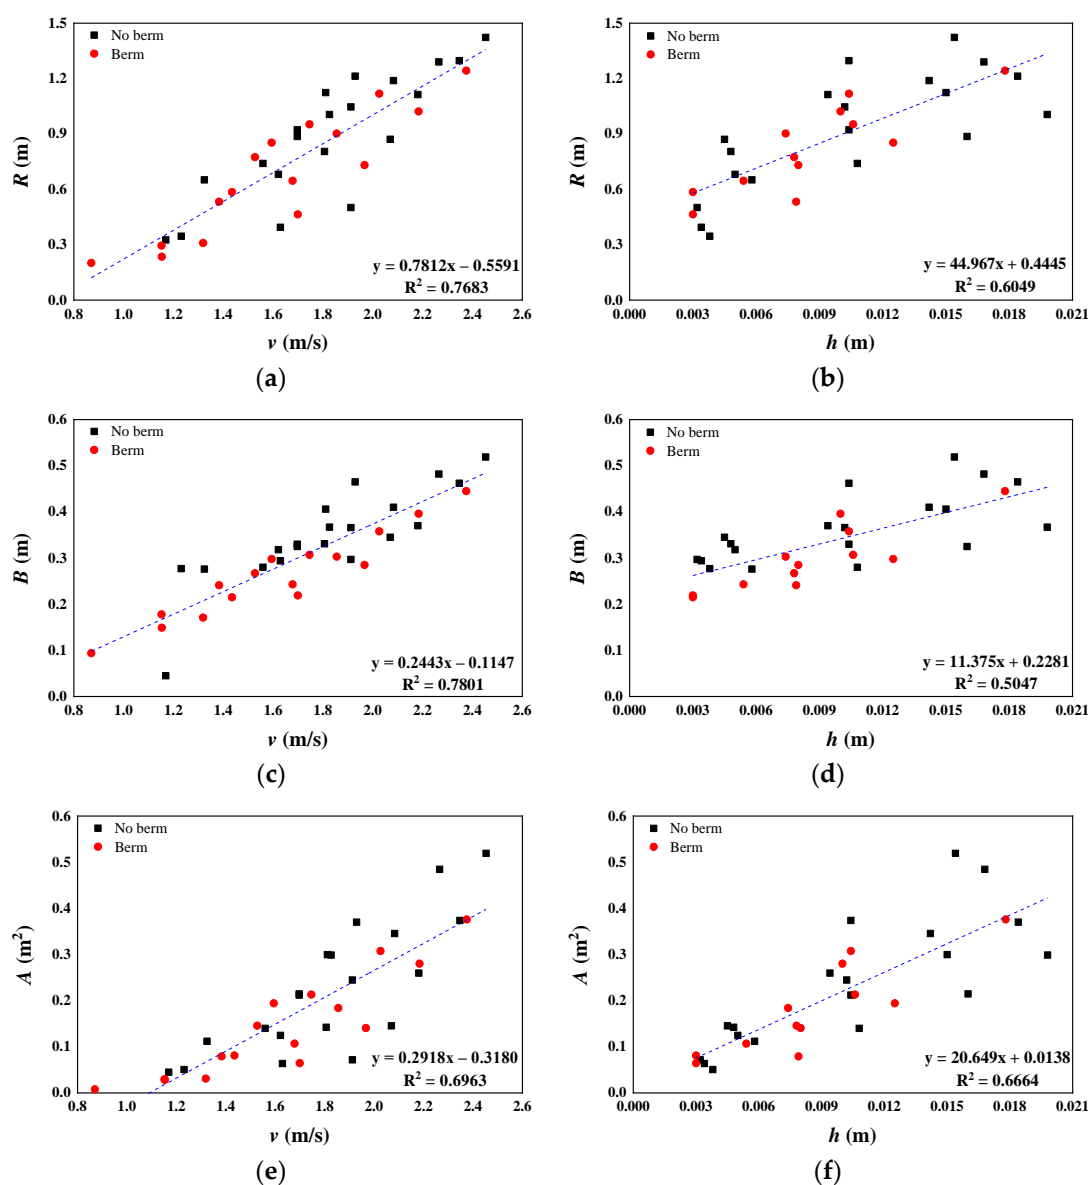 1.5
1.2
0.9
0.6
0.3
0.0
R (m)
No berm
Berm
y = 0.7812x – 0.5591
R² = 0.7683
0.8 1.0 1.2 1.4 1.6 1.8 2.0 2.2 2.4 2.6
v (m/s)
(a)
1.5
1.2
0.9
0.6
0.3
0.0
R (m)
No berm
Berm
y = 44.967x + 0.4445
R² = 0.6049
0.000 0.003 0.006 0.009 0.012 0.015 0.018 0.021
h (m)
(b)
0.6
0.5
0.4
0.3
0.2
0.1
0.0
B (m)
No berm
Berm
y = 0.2443x – 0.1147
R² = 0.7801
0.8 1.0 1.2 1.4 1.6 1.8 2.0 2.2 2.4 2.6
v (m/s)
(c)
0.6
0.5
0.4
0.3
0.2
0.1
0.0
B (m)
No berm
Berm
y = 11.375x + 0.2281
R² = 0.5047
0.000 0.003 0.006 0.009 0.012 0.015 0.018 0.021
h (m)
(d)
0.6
0.5
0.4
0.3
0.2
0.1
0.0
A (m²)
No berm
Berm
y = 0.2918x – 0.3180
R² = 0.6963
0.8 1.0 1.2 1.4 1.6 1.8 2.0 2.2 2.4 2.6
v (m/s)
(e)
0.6
0.5
0.4
0.3
0.2
0.1
0.0
A (m²)
No berm
Berm
y = 20.649x + 0.0138
R² = 0.6664
0.000 0.003 0.006 0.009 0.012 0.015 0.018 0.021
h (m)
(f)